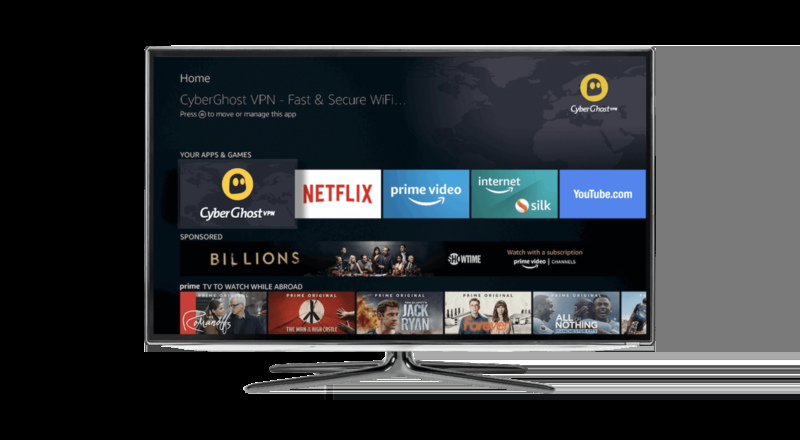 Home
CyberGhost VPN - Fast & Secure WiFi...
Press to move or manage this app
CyberGhost VPN
YOUR APPS & GAMES
CyberGhost VPN
NETFLIX
prime video
internet
silk
YouTube.com
SPONSORED
BILLIONS
SHOWTIME
Watch with a subscription
prime video | CHANNELS
prime TV TO WATCH WHILE ABROAD
PRIME ORIGINAL
PRIME ORIGINAL
PRIME ORIGINAL
PRIME ORIGINAL
PRIME ORIGINAL
Romanoffs
THE MAN IN THE HIGH CASTLE
JACK
RYAN
Forever
ALL OR
NOTHING